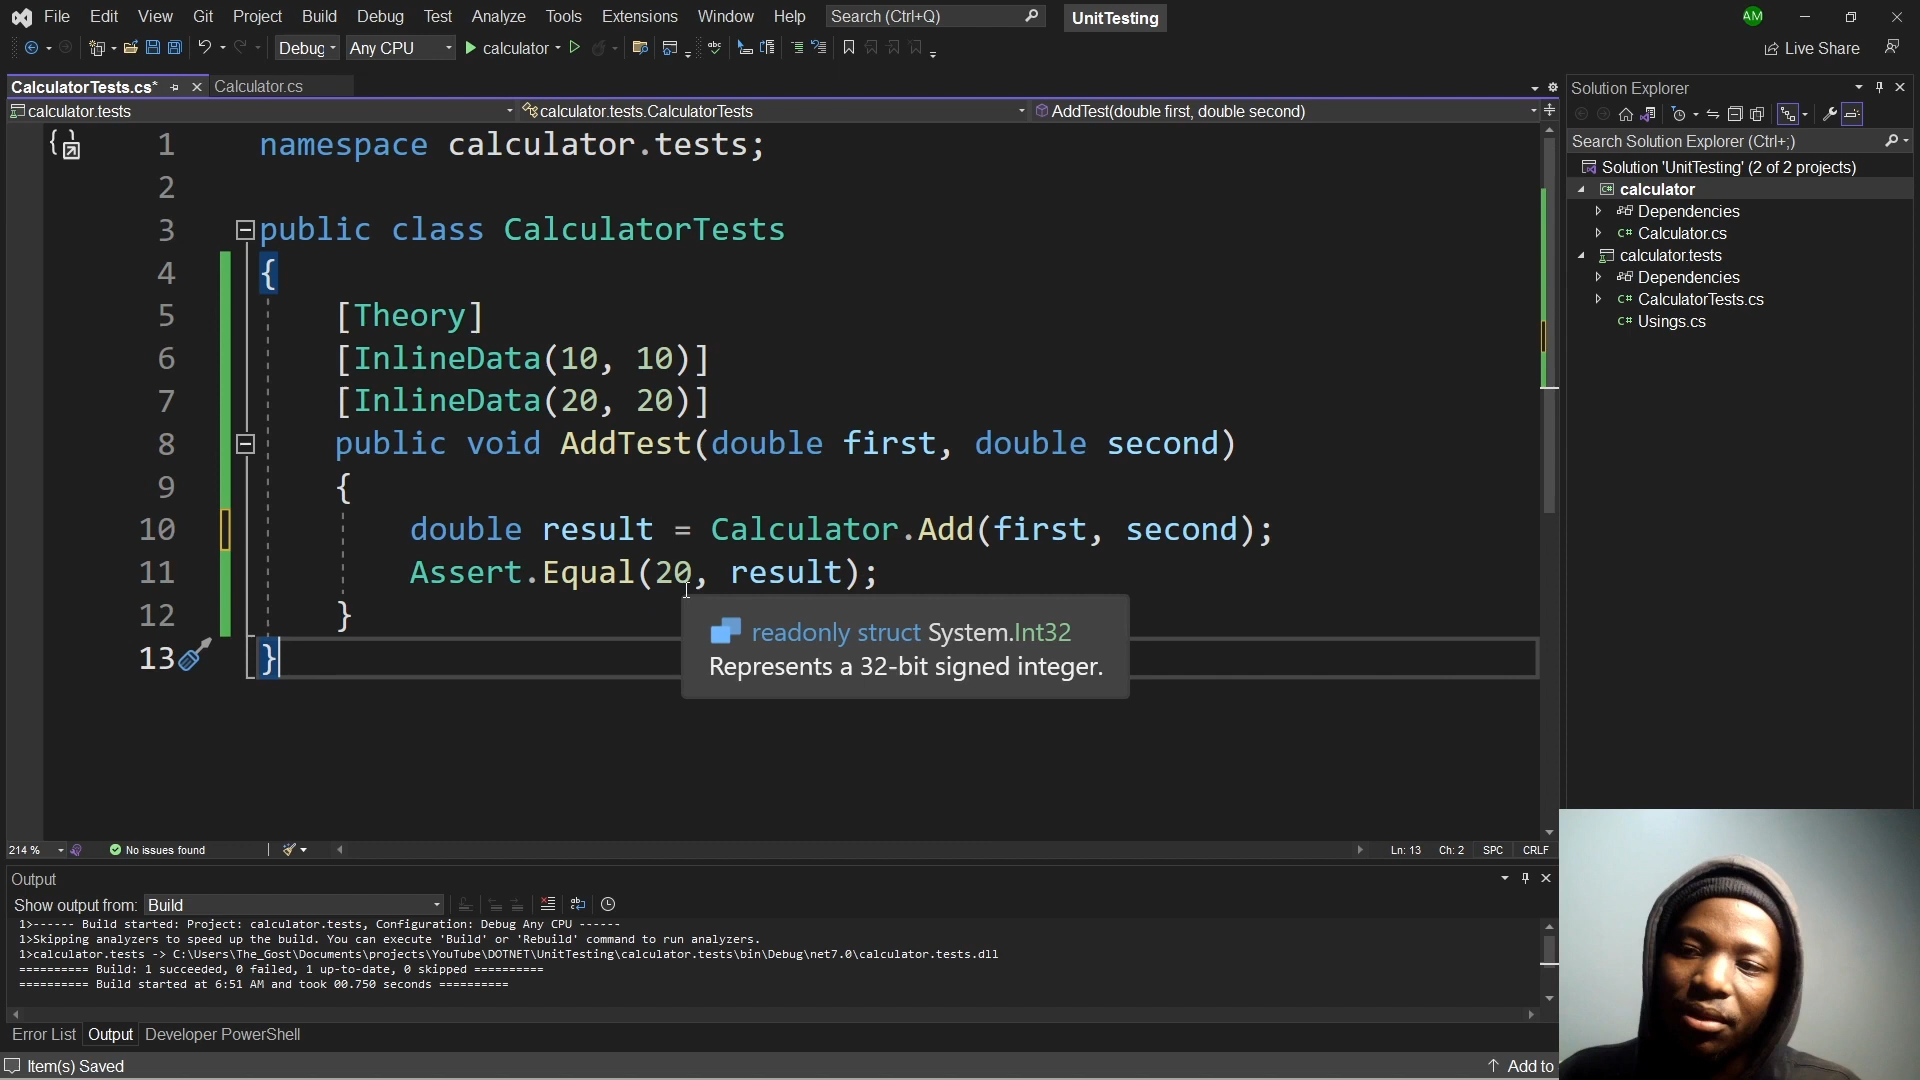 File Edit View Git Project Build Debug Test Analyze Tools Extensions Window Help Search (Ctrl+Q) UnitTesting AM
Debug Any CPU calculator Live Share
CalculatorTests.cs* Calculator.cs
calculator.tests calculator.tests.CalculatorTests AddTest(double first, double second)
1 namespace calculator.tests;
2
3 public class CalculatorTests
4 {
5 [Theory]
6 [InlineData(10, 10)]
7 [InlineData(20, 20)]
8 public void AddTest(double first, double second)
9 {
10 double result = Calculator.Add(first, second);
11 Assert.Equal(20, result);
12 }
13 }
readonly struct System.Int32
Represents a 32-bit signed integer.
214 % No issues found Ln: 13 Ch: 2 SPC CRLF
Solution Explorer
Search Solution Explorer (Ctrl+;)
Solution 'UnitTesting' (2 of 2 projects)
calculator
Dependencies
C# Calculator.cs
calculator.tests
Dependencies
C# CalculatorTests.cs
C# Usings.cs
Output
Show output from: Build
1>------ Build started: Project: calculator.tests, Configuration: Debug Any CPU ------
1>Skipping analyzers to speed up the build. You can execute 'Build' or 'Rebuild' command to run analyzers.
1>calculator.tests -> C:\Users\The_Gost\Documents\projects\YouTube\DOTNET\UnitTesting\calculator.tests\bin\Debug\net7.0\calculator.tests.dll
========== Build: 1 succeeded, 0 failed, 1 up-to-date, 0 skipped ==========
========== Build started at 6:51 AM and took 00.750 seconds ==========
Error List Output Developer PowerShell
Item(s) Saved Add to